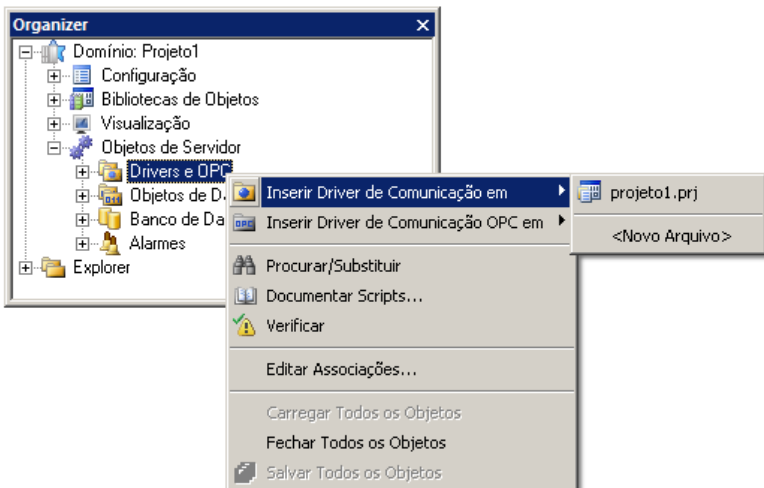 Organizer
Domínio: Projeto1
Configuração
Bibliotecas de Objetos
Visualização
Objetos de Servidor
Drivers e OPC
Objetos de D
Banco de Da
Alarmes
Explorer
Inserir Driver de Comunicação em
Inserir Driver de Comunicação OPC em
Procurar/Substituir
Documentar Scripts...
Verificar
Editar Associações...
Carregar Todos os Objetos
Fechar Todos os Objetos
Salvar Todos os Objetos
projeto1.prj
<Novo Arquivo>